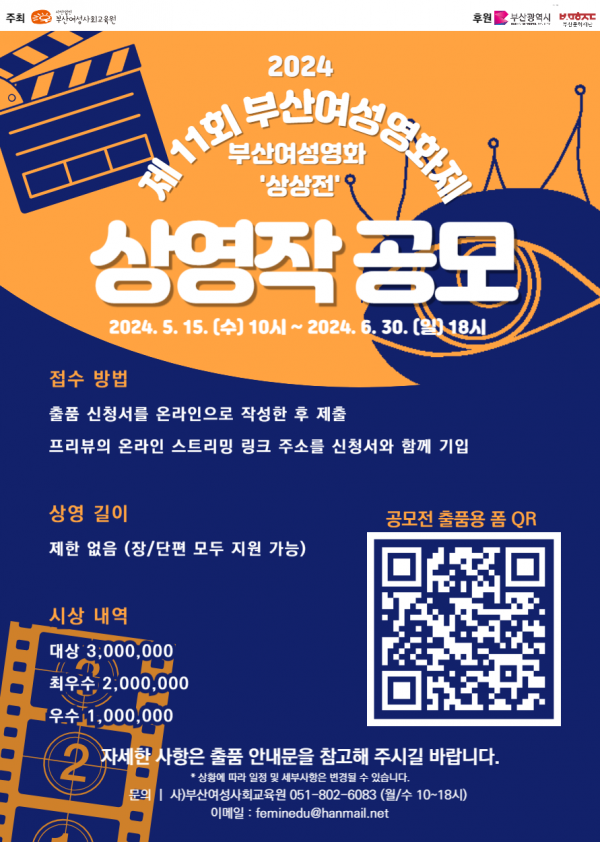 주최 부산여성사회교육원
후원 부산광역시 부산문화재단
2024
제 11회 부산여성영화제
부산여성영화
'상상전'
상영작 공모
2024. 5. 15. (수) 10시 ~ 2024. 6. 30. (일) 18시
접수 방법
출품 신청서를 온라인으로 작성한 후 제출
프리뷰의 온라인 스트리밍 링크 주소를 신청서와 함께 기입
상영 길이
제한 없음 (장/단편 모두 지원 가능)
공모전 출품용 폼 QR
시상 내역
대상 3,000,000
최우수 2,000,000
우수 1,000,000
3
2
1
자세한 사항은 출품 안내문을 참고해 주시길 바랍니다.
* 상황에 따라 일정 및 세부사항은 변경될 수 있습니다.
문의 | 사)부산여성사회교육원 051-802-6083 (월/수 10~18시)
이메일 : feminedu@hanmail.net